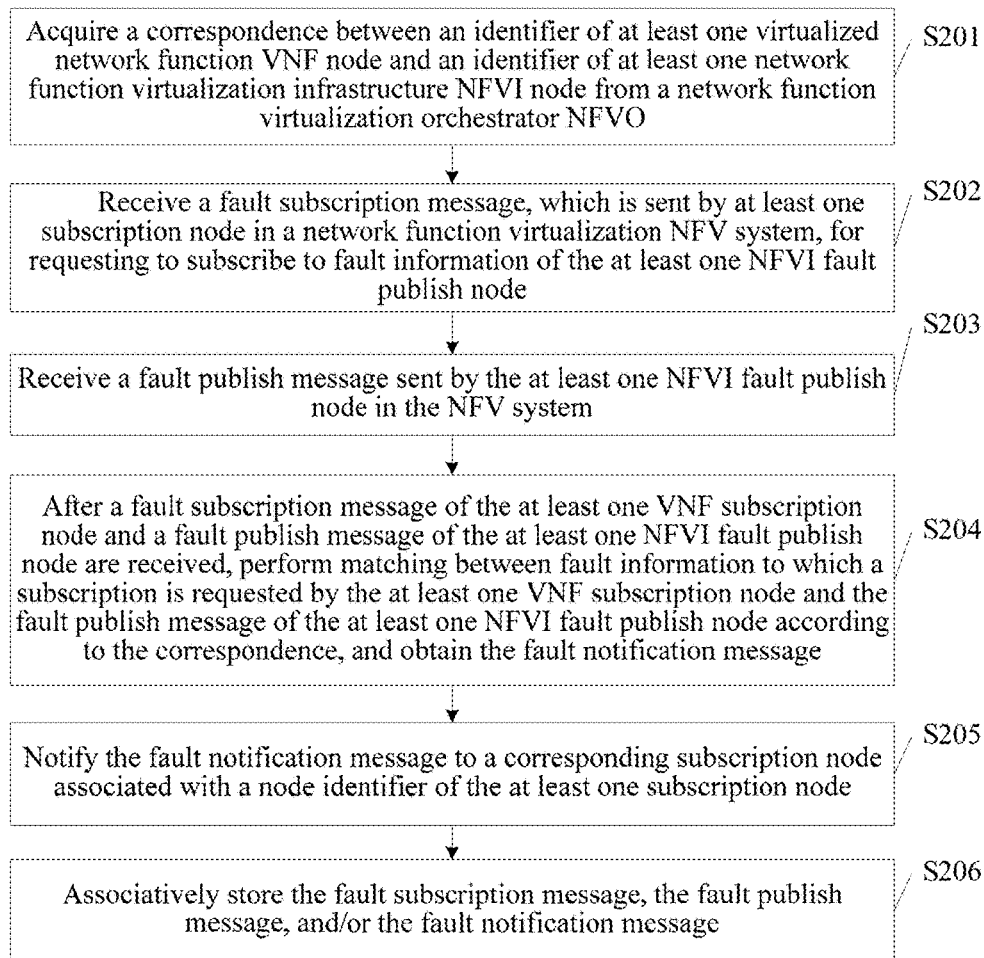 Acquire a correspondence between an identifier of at least one virtualized
network function VNF node and an identifier of at least one network
function virtualization infrastructure NFVI node from a network function
virtualization orchestrator NFVO
S201
Receive a fault subscription message, which is sent by at least one
subscription node in a network function virtualization NFV system, for
requesting to subscribe to fault information of the at least one NFVI fault
publish node
S202
Receive a fault publish message sent by the at least one NFVI fault publish
node in the NFV system
S203
After a fault subscription message of the at least one VNF subscription
node and a fault publish message of the at least one NFVI fault publish
node are received, perform matching between fault information to which a
subscription is requested by the at least one VNF subscription node and the
fault publish message of the at least one NFVI fault publish node according
to the correspondence, and obtain the fault notification message
S204
Notify the fault notification message to a corresponding subscription node
associated with a node identifier of the at least one subscription node
S205
Associatively store the fault subscription message, the fault publish
message, and/or the fault notification message
S206